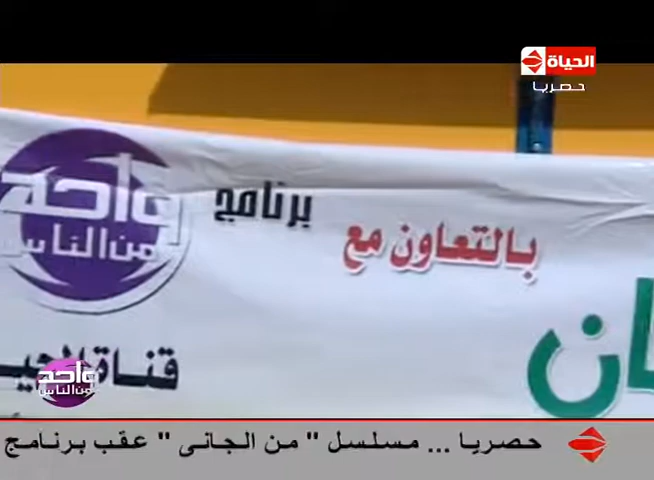 الحياة
حصريا
برنامج
واحد
من الناس
بالتعاون مع
قناة
واحد
من الناس
حصريا ... مسلسل " من الجانى " عقب برنامج